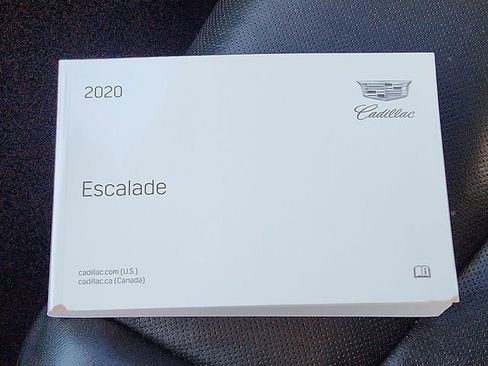 2020
Cadillac
Escalade
cadillac.com (U.S.)
cadillac.ca (Canada)